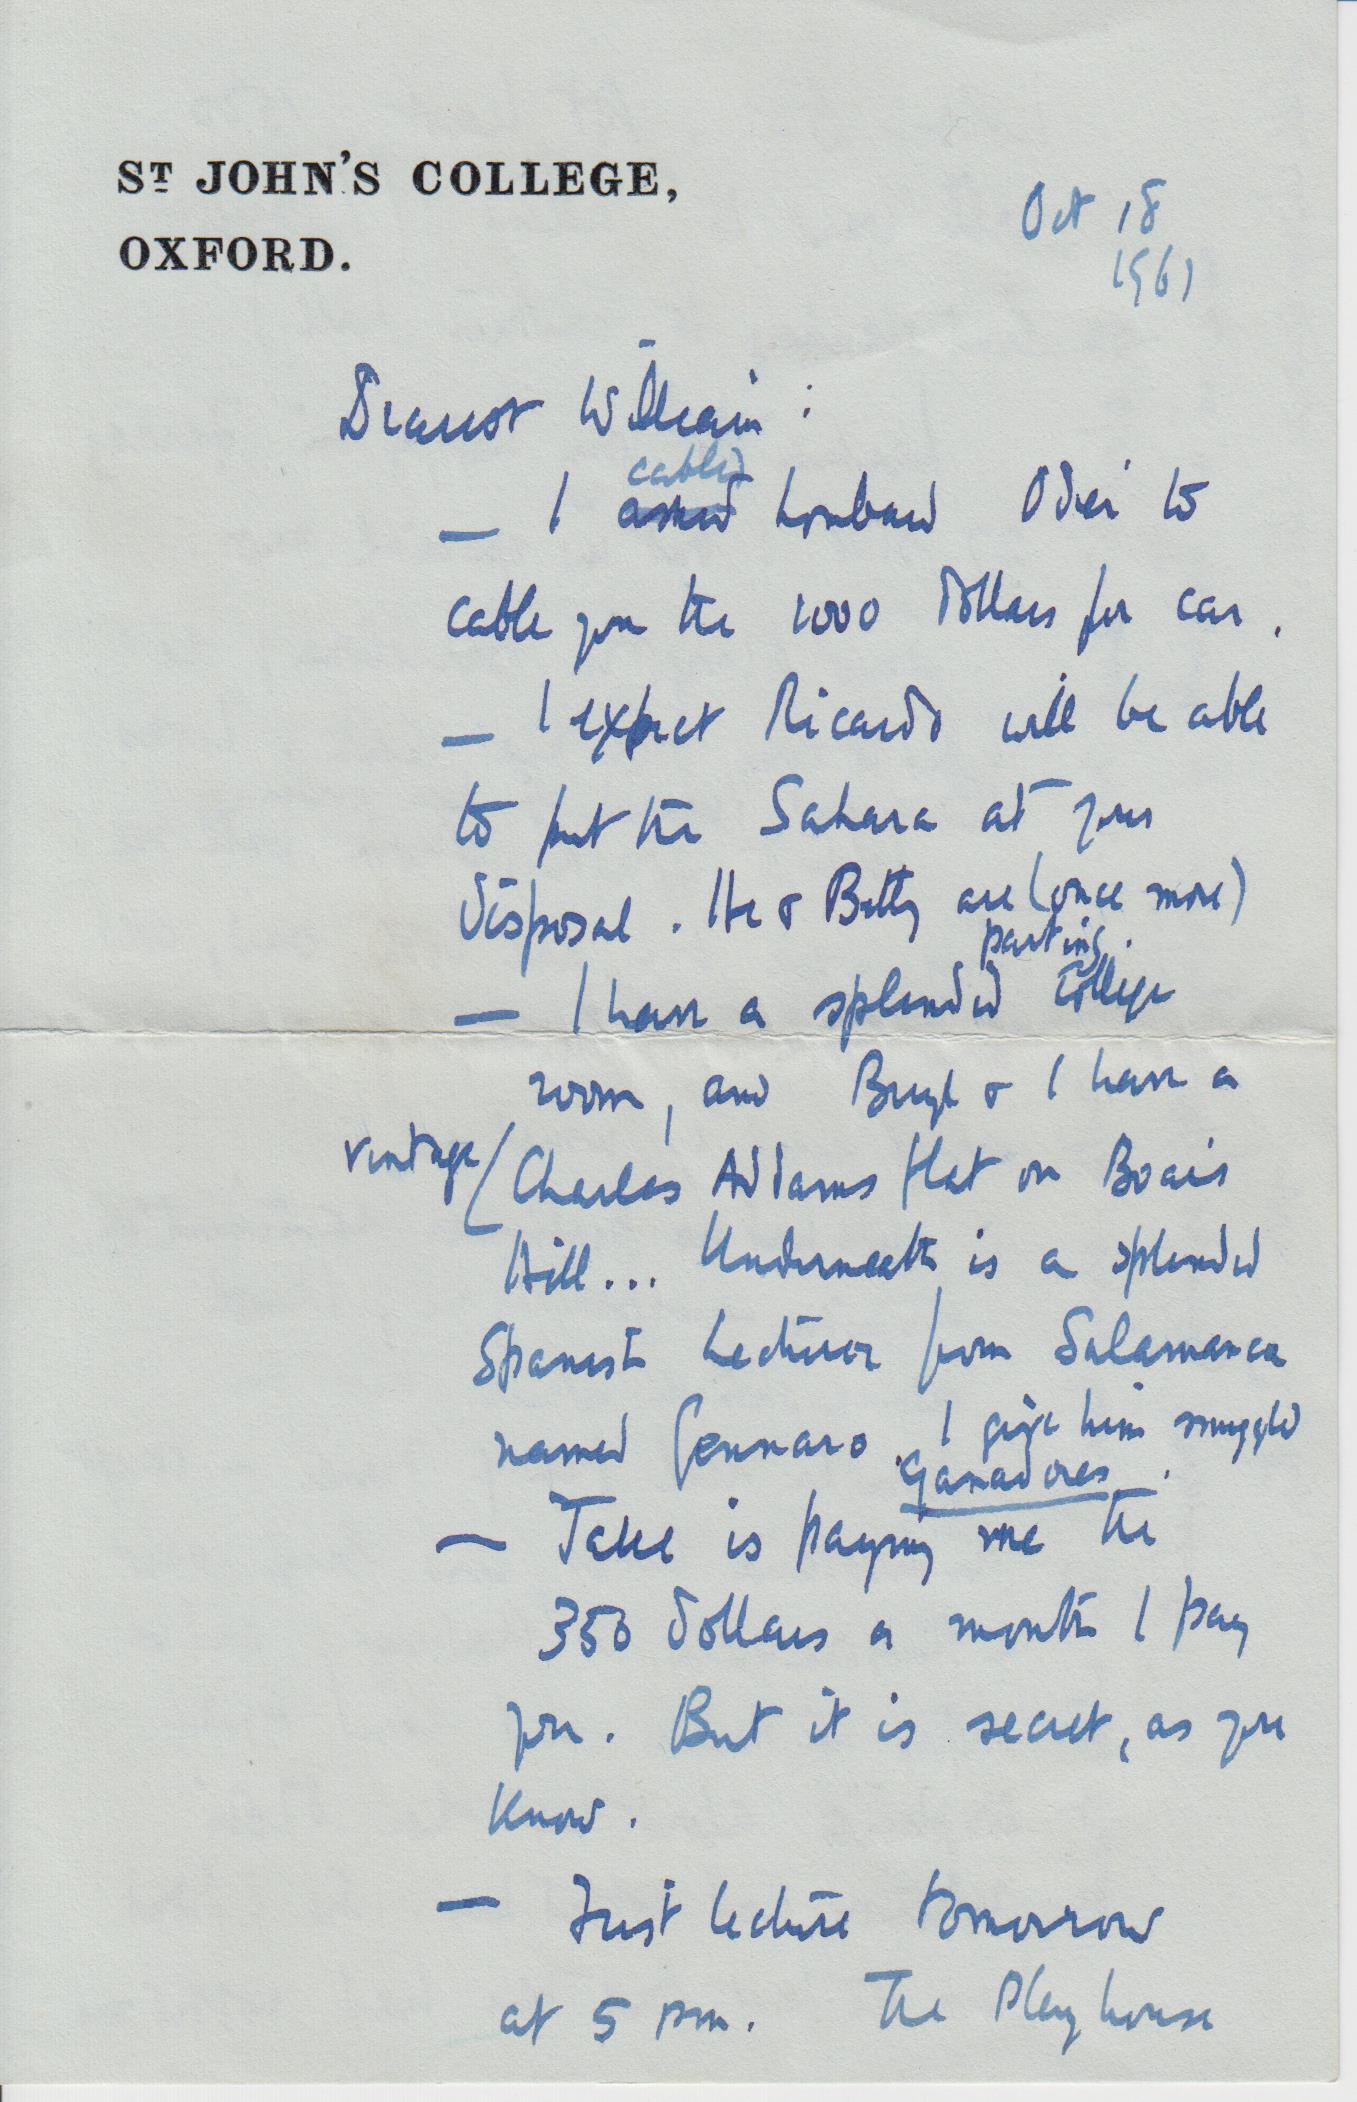 ST JOHN'S COLLEGE,
OXFORD.
Oct 18
1961
Dearest William:
cabled
— I asked Lombard Odier to
cable you the 1000 dollars for car.
— I expect Ricardo will be able
to put the Sahara at your
disposal. He & Betty are (once more)
parting.
— I have a splendid College
room, and Beryl & I have a
vintage / Charles Addams flat on Boars
Hill... Underneath is a splendid
Spanish Lecturer from Salamanca
named Gennaro. I give him smuggled
Ganadores.
— Jake is paying me the
350 dollars a month I pay
you. But it is secret, as you
know.
— First lecture tomorrow
at 5 pm. The Playhouse